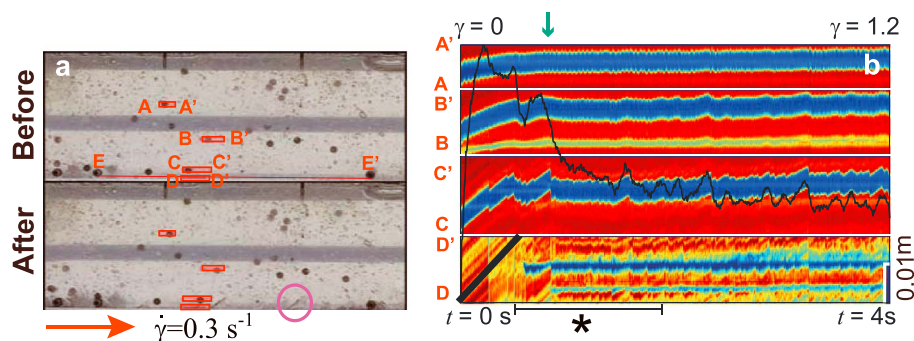 Before
After
a
A A'
B B'
C C'
D D'
E E'
γ̇=0.3 s⁻¹
γ = 0
γ = 1.2
b
A'
A
B'
B
C'
C
D'
D
0.01m
t = 0 s
*
t = 4s